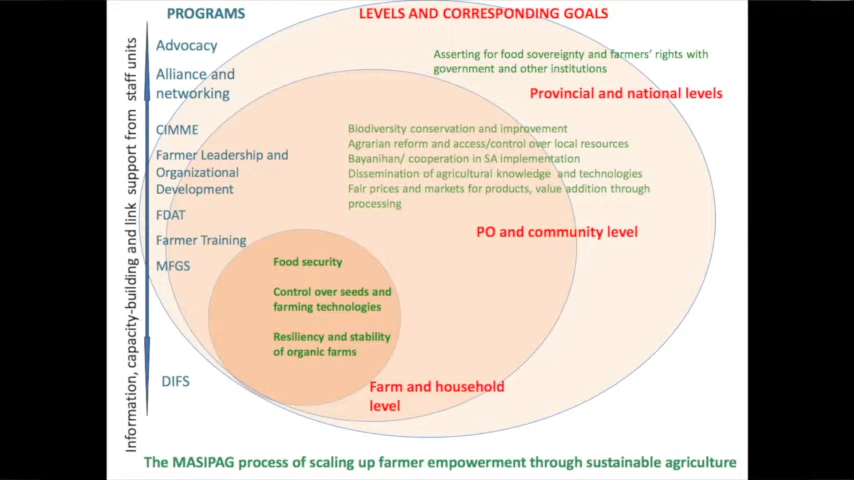 PROGRAMS
LEVELS AND CORRESPONDING GOALS
Advocacy
Alliance and
networking
CIMME
Farmer Leadership and
Organizational
Development
FDAT
Farmer Training
MFGS
DIFS
Information, capacity-building and link support from staff units
Asserting for food sovereignty and farmers' rights with
government and other institutions
Provincial and national levels
Biodiversity conservation and improvement
Agrarian reform and access/control over local resources
Bayanihan/ cooperation in SA implementation
Dissemination of agricultural knowledge and technologies
Fair prices and markets for products, value addition through
processing
PO and community level
Food security
Control over seeds and
farming technologies
Resiliency and stability
of organic farms
Farm and household
level
The MASIPAG process of scaling up farmer empowerment through sustainable agriculture